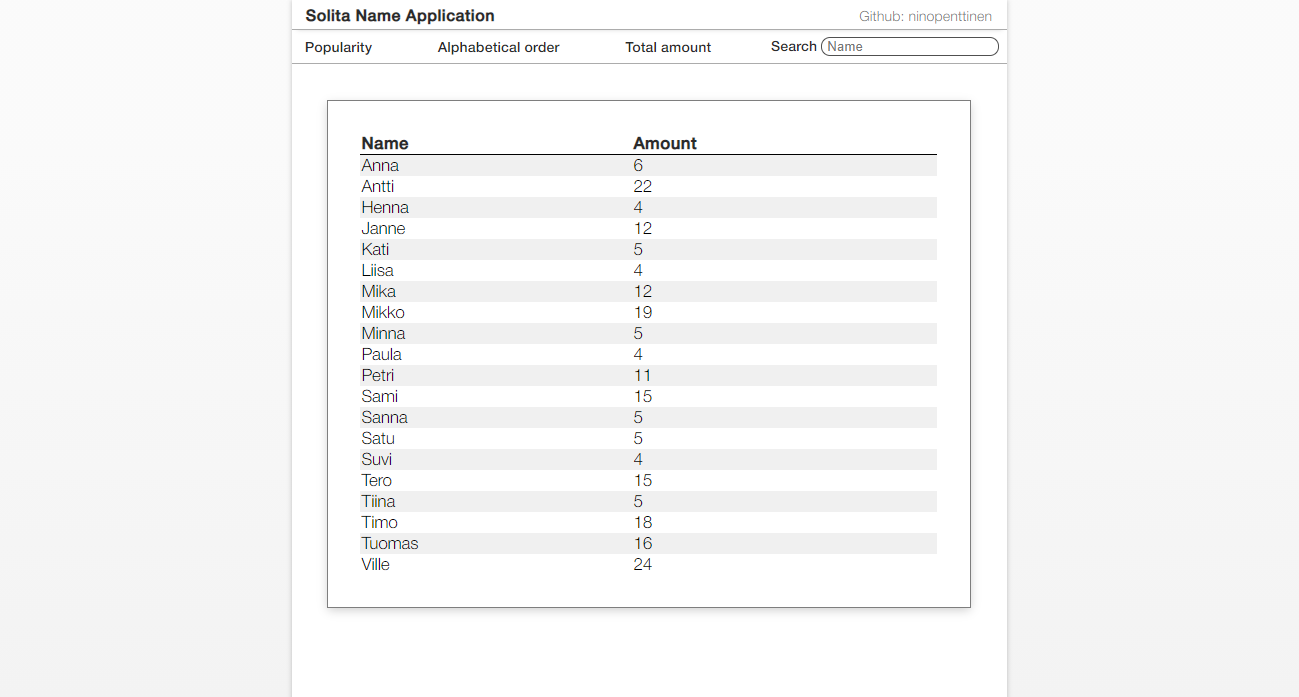 Solita Name Application Github: ninopenttinen
Popularity Alphabetical order Total amount Search Name
Name Amount
Anna 6
Antti 22
Henna 4
Janne 12
Kati 5
Liisa 4
Mika 12
Mikko 19
Minna 5
Paula 4
Petri 11
Sami 15
Sanna 5
Satu 5
Suvi 4
Tero 15
Tiina 5
Timo 18
Tuomas 16
Ville 24